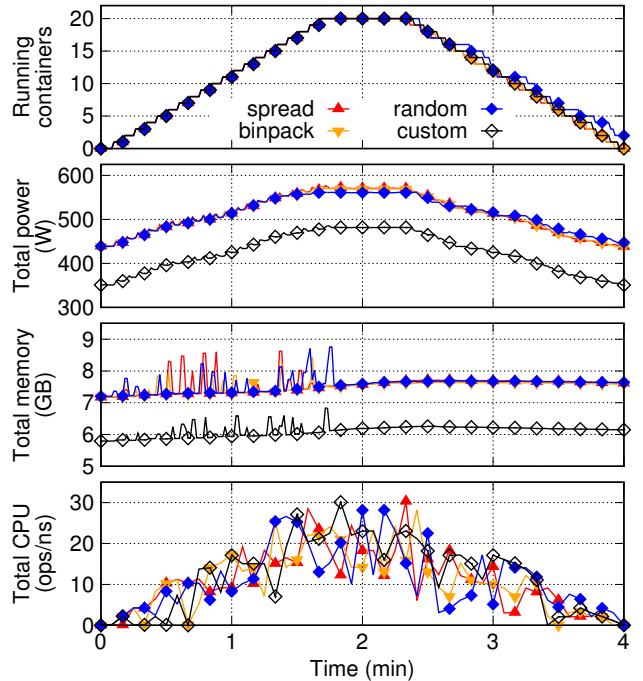 20
15
10
5
0
Running
containers
spread
random
binpack
custom
600
500
400
300
Total power
(W)
9
8
7
6
5
Total memory
(GB)
30
20
10
0
Total CPU
(ops/ns)
0 1 2 3 4
Time (min)